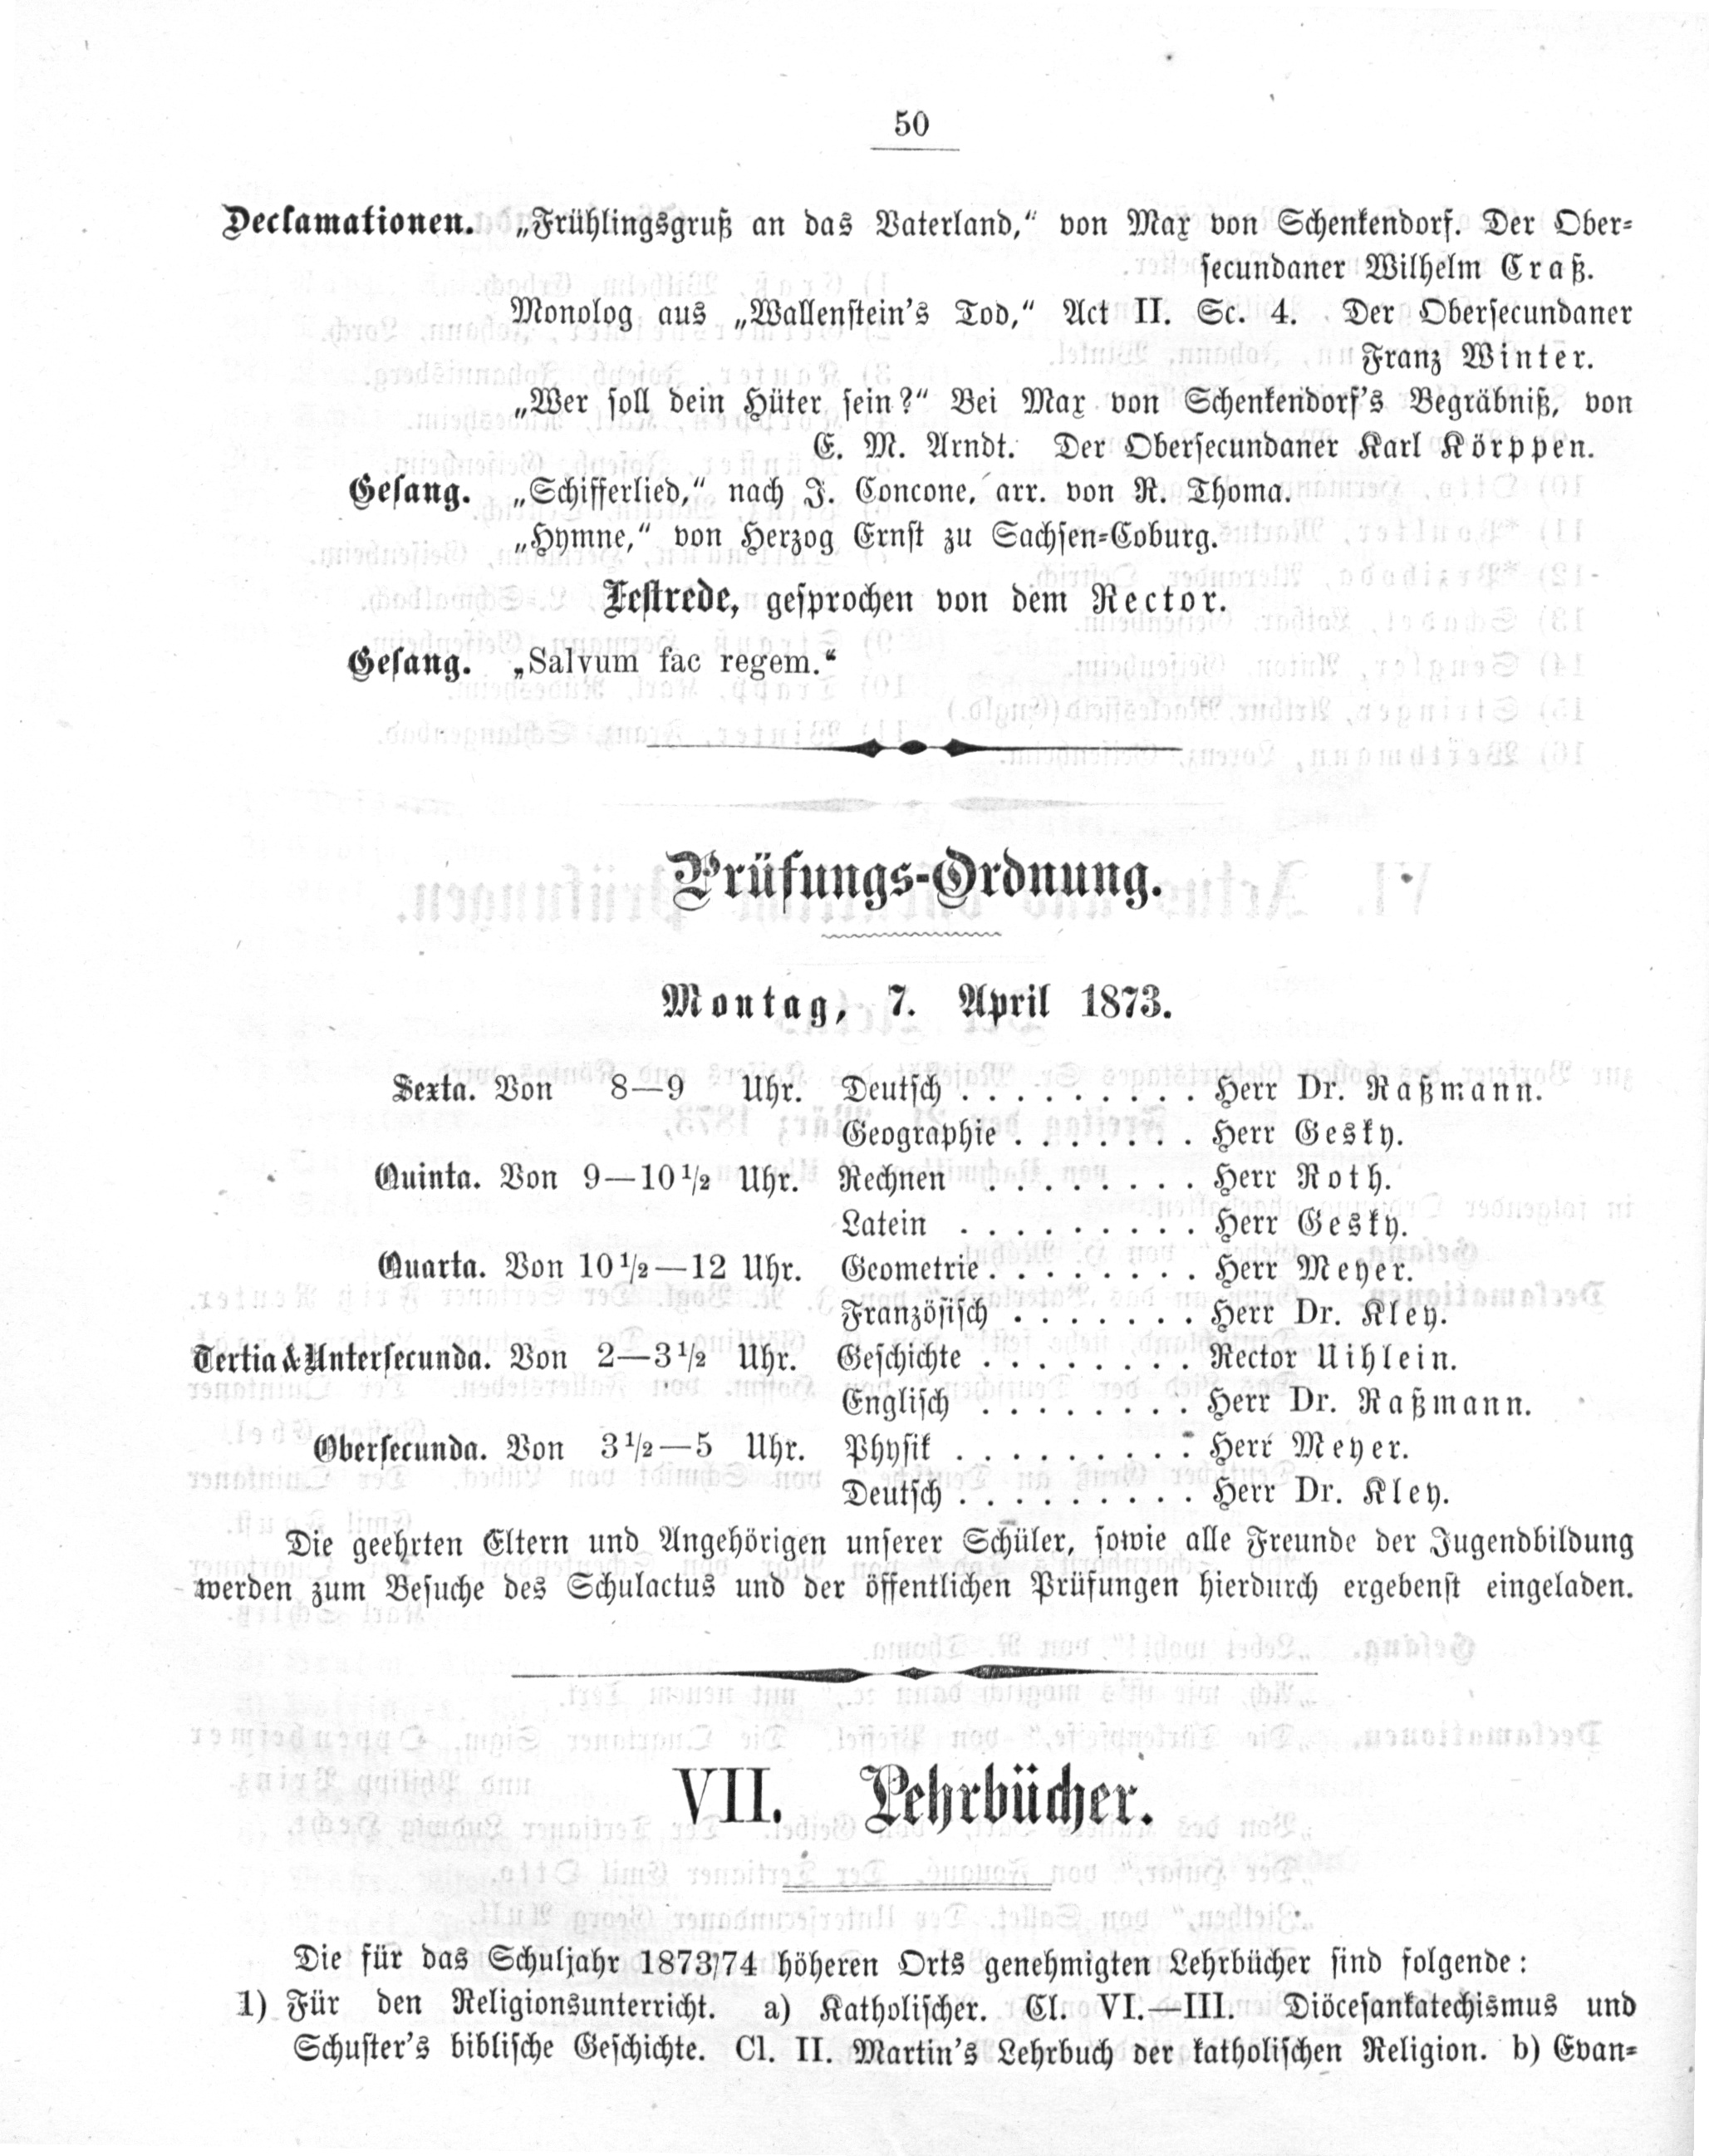 50
Declamationen. „Frühlingsgruß an das Vaterland,“ von Max von Schenkendorf. Der Ober-
secundaner Wilhelm Craß.
Monolog aus „Wallenstein's Tod,“ Act II. Sc. 4. Der Obersecundaner
Franz Winter.
„Wer soll dein Hüter sein?“ Bei Max von Schenkendorf's Begräbniß, von
E. M. Arndt. Der Obersecundaner Karl Körppen.
Gesang. „Schifferlied,“ nach J. Concone, arr. von R. Thoma.
„Hymne,“ von Herzog Ernst zu Sachsen-Coburg.
Festrede, gesprochen von dem Rector.
Gesang. „Salvum fac regem.“
Prüfungs-Ordnung.
Montag, 7. April 1873.
Sexta. Von 8—9 Uhr. Deutsch . . . . . . . . . Herr Dr. Raßmann.
Geographie . . . . . . . Herr Gesky.
Quinta. Von 9—10 1/2 Uhr. Rechnen . . . . . . . . Herr Roth.
Latein . . . . . . . . . Herr Gesky.
Quarta. Von 10 1/2—12 Uhr. Geometrie . . . . . . . . Herr Meyer.
Französisch . . . . . . . Herr Dr. Kley.
Tertia & Untersecunda. Von 2—3 1/2 Uhr. Geschichte . . . . . . . . Rector Uihlein.
Englisch . . . . . . . . Herr Dr. Raßmann.
Obersecunda. Von 3 1/2—5 Uhr. Physik . . . . . . . . . Herr Meyer.
Deutsch . . . . . . . . . Herr Dr. Kley.
Die geehrten Eltern und Angehörigen unserer Schüler, sowie alle Freunde der Jugendbildung
werden zum Besuche des Schulactus und der öffentlichen Prüfungen hierdurch ergebenst eingeladen.
VII. Lehrbücher.
Die für das Schuljahr 1873/74 höheren Orts genehmigten Lehrbücher sind folgende:
1) Für den Religionsunterricht. a) Katholischer. Cl. VI.—III. Diöcesankatechismus und
Schuster's biblische Geschichte. Cl. II. Martin's Lehrbuch der katholischen Religion. b) Evan-